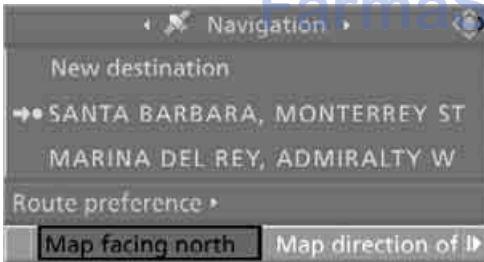 Navigation
New destination
SANTA BARBARA, MONTERREY ST
MARINA DEL REY, ADMIRALTY W
Route preference
Map facing north Map direction of